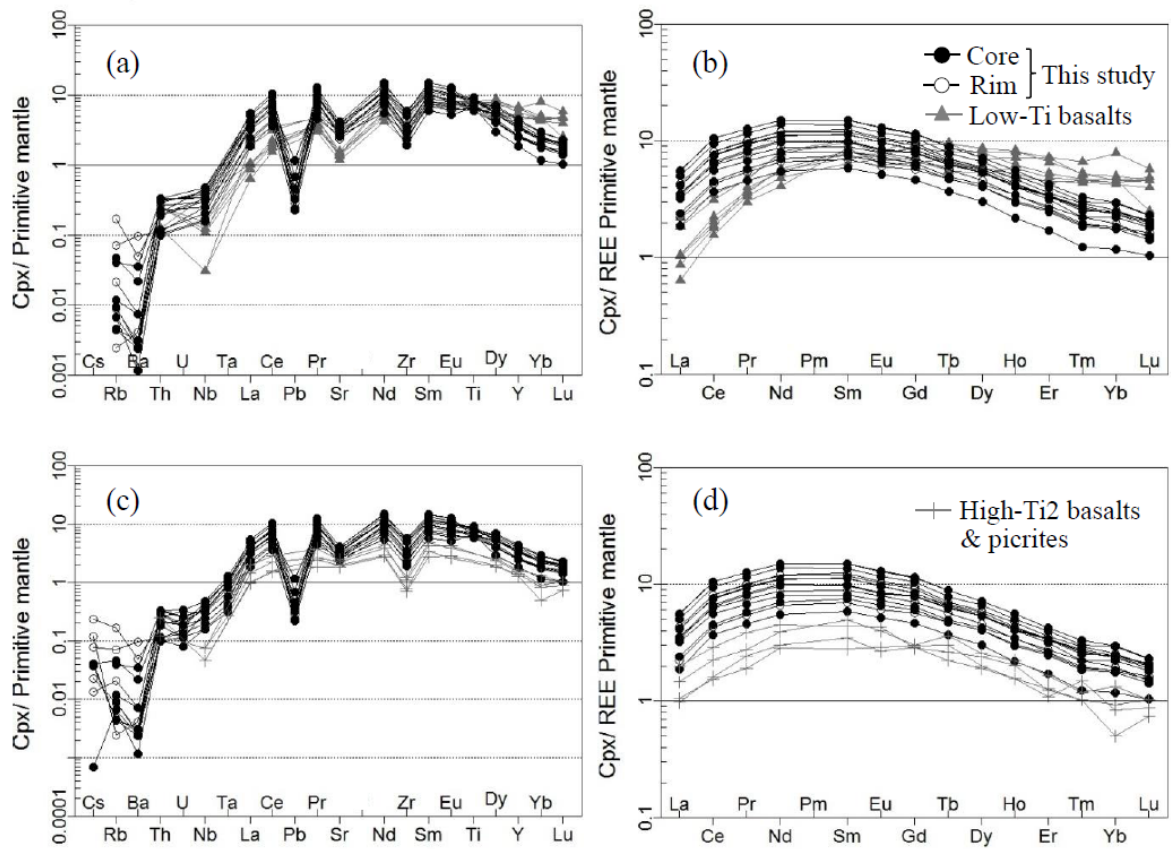 (a)
Cpx/ Primitive mantle
100
10
1
0.1
0.01
0.001
Cs Ba U Ta Ce Pr Zr Eu Dy Yb
Rb Th Nb La Pb Sr Nd Sm Ti Y Lu
(b)
Core
Rim
This study
Low-Ti basalts
Cpx/ REE Primitive mantle
100
10
1
0.1
La Pr Pm Eu Tb Ho Tm Lu
Ce Nd Sm Gd Dy Er Yb
(c)
Cpx/ Primitive mantle
100
10
1
0.1
0.01
0.0001
Cs Ba U Ta Ce Pr Zr Eu Dy Yb
Rb Th Nb La Pb Sr Nd Sm Ti Y Lu
(d)
High-Ti2 basalts
& picrites
Cpx/ REE Primitive mantle
100
10
1
0.1
La Pr Pm Eu Tb Ho Tm Lu
Ce Nd Sm Gd Dy Er Yb